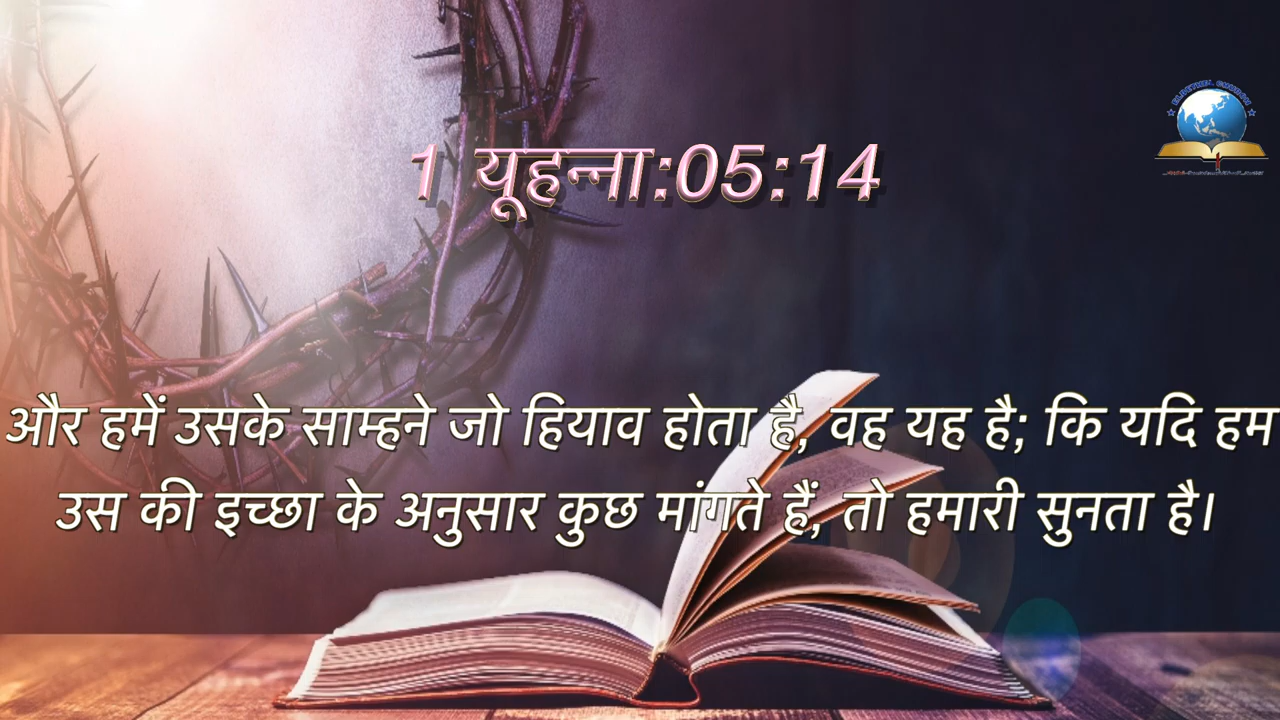 1 यूहन्ना:05:14
और हमें उसके साम्हने जो हियाव होता है, वह यह है; कि यदि हम
उस की इच्छा के अनुसार कुछ मांगते हैं, तो हमारी सुनता है।